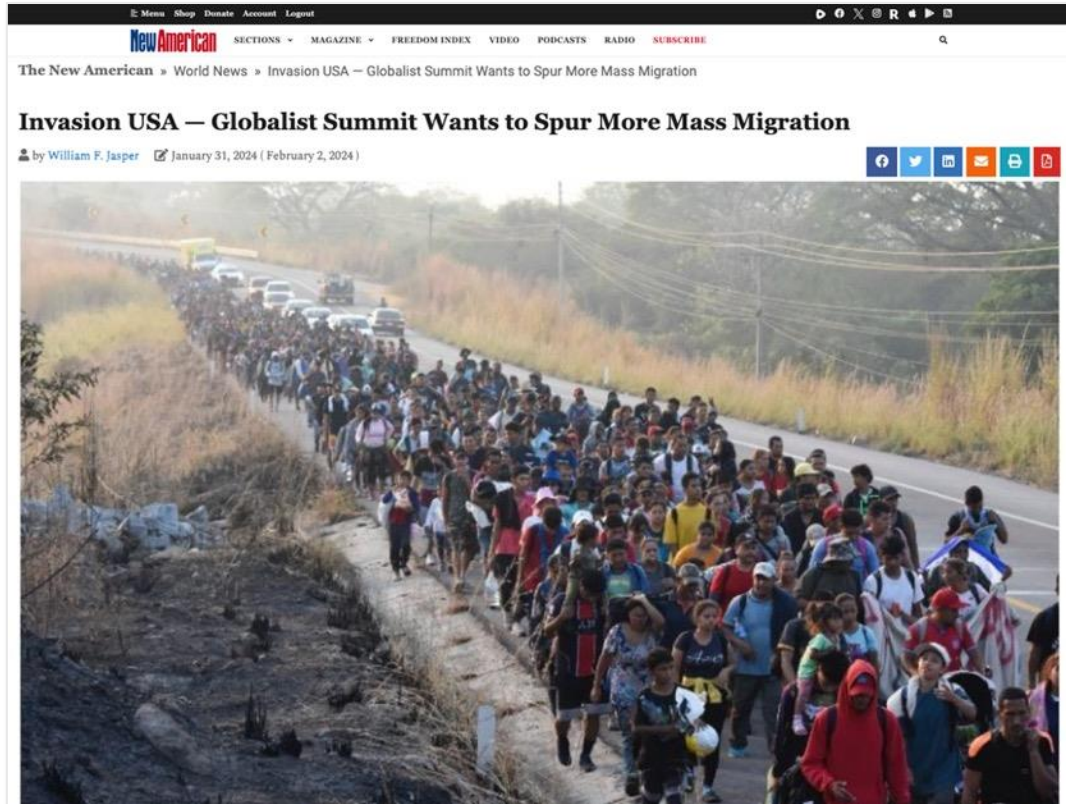 Menu Shop Donate Account Logout
New American SECTIONS MAGAZINE FREEDOM INDEX VIDEO PODCASTS RADIO SUBSCRIBE
The New American » World News » Invasion USA — Globalist Summit Wants to Spur More Mass Migration
Invasion USA — Globalist Summit Wants to Spur More Mass Migration
by William F. Jasper January 31, 2024 ( February 2, 2024 )